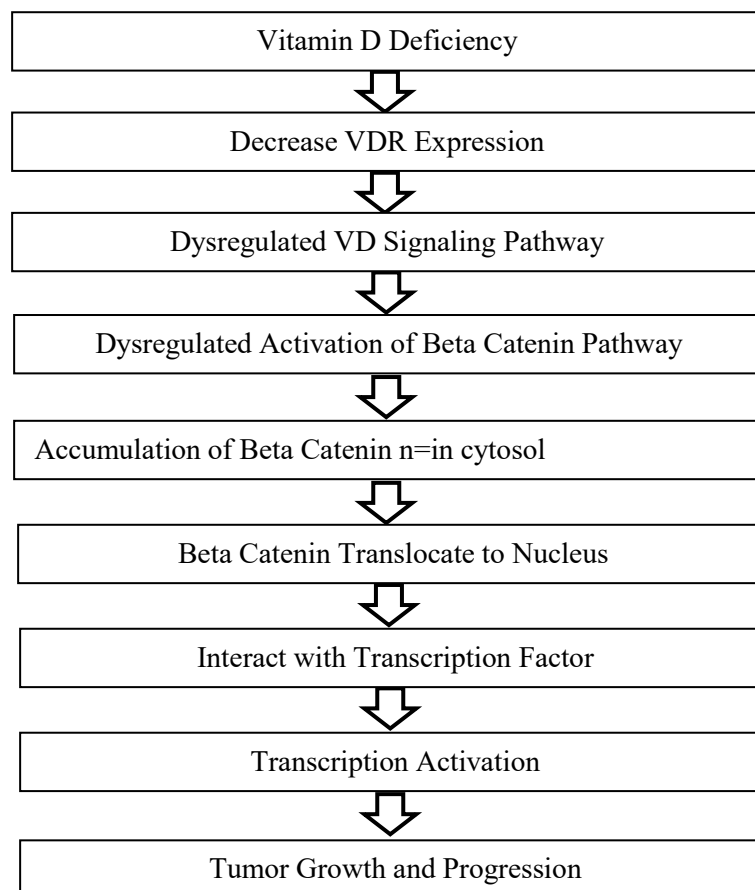 Vitamin D Deficiency
Decrease VDR Expression
Dysregulated VD Signaling Pathway
Dysregulated Activation of Beta Catenin Pathway
Accumulation of Beta Catenin n=in cytosol
Beta Catenin Translocate to Nucleus
Interact with Transcription Factor
Transcription Activation
Tumor Growth and Progression